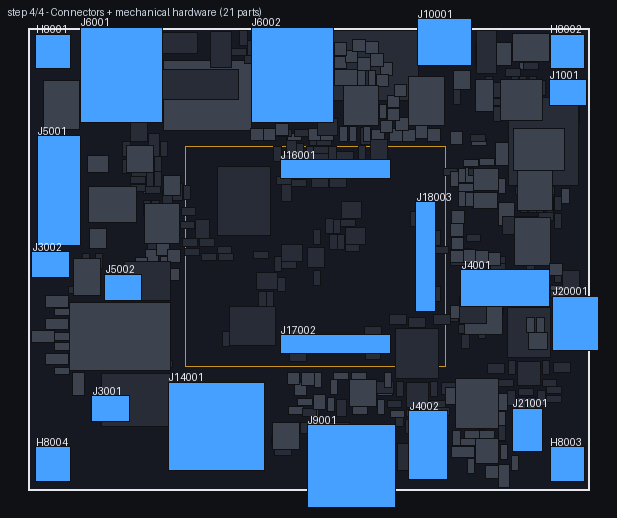 step 4/4 - Connectors + mechanical hardware (21 parts)
J10001
H8001
J6001
J6002
H8002
J1001
J5001
J16001
J18003
J3002
J5002
J4001
J20001
J17002
J14001
J3001
J4002
J21001
J9001
H8004
H8003